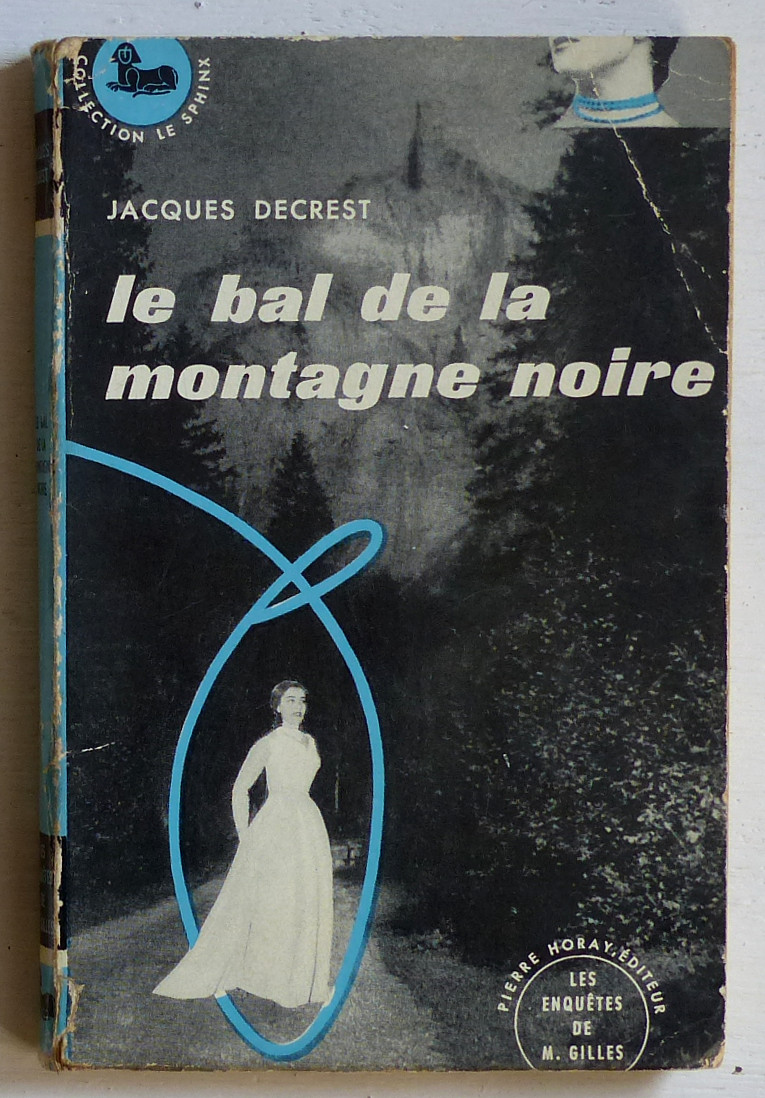 COLLECTION LE SPHINX
JACQUES DECREST
le bal de la
montagne noire
PIERRE HORAY, ÉDITEUR
LES
ENQUÊTES
DE
M. GILLES